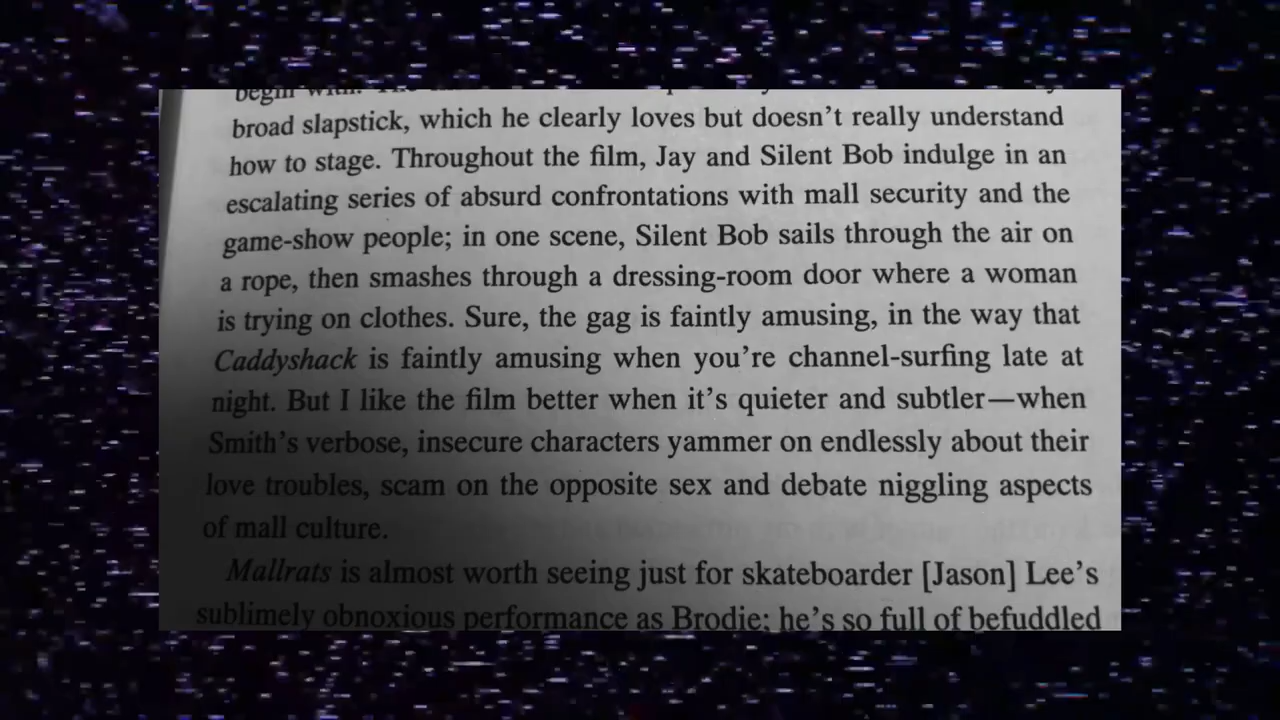 begin with.
broad slapstick, which he clearly loves but doesn't really understand
how to stage. Throughout the film, Jay and Silent Bob indulge in an
escalating series of absurd confrontations with mall security and the
game-show people; in one scene, Silent Bob sails through the air on
a rope, then smashes through a dressing-room door where a woman
is trying on clothes. Sure, the gag is faintly amusing, in the way that
Caddyshack is faintly amusing when you're channel-surfing late at
night. But I like the film better when it's quieter and subtler—when
Smith's verbose, insecure characters yammer on endlessly about their
love troubles, scam on the opposite sex and debate niggling aspects
of mall culture.
Mallrats is almost worth seeing just for skateboarder [Jason] Lee's
sublimely obnoxious performance as Brodie; he's so full of befuddled